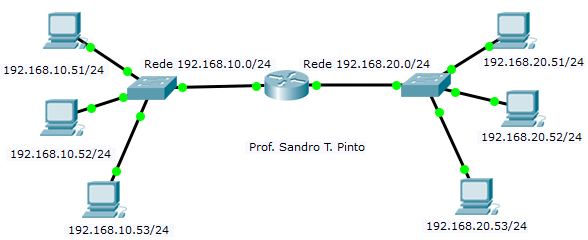 Rede 192.168.10.0/24
Rede 192.168.20.0/24
192.168.10.51/24
192.168.20.51/24
192.168.20.52/24
192.168.10.52/24
Prof. Sandro T. Pinto
192.168.10.53/24
192.168.20.53/24